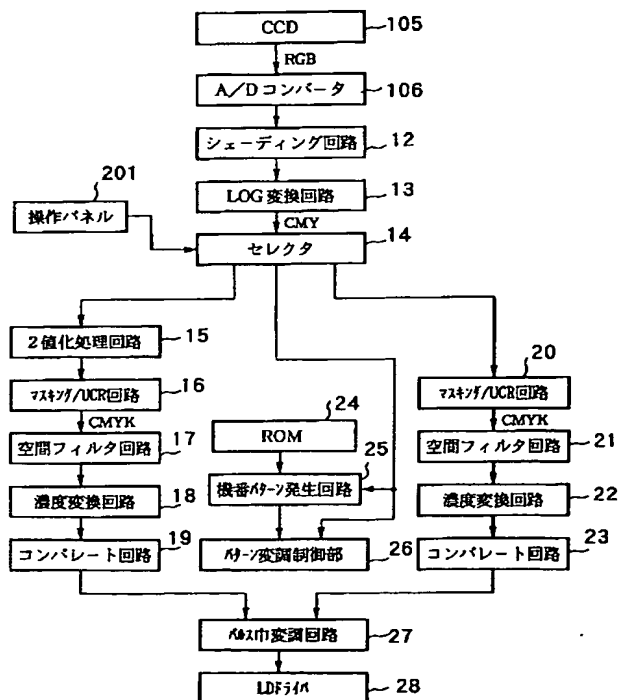 CCD
105
RGB
A/Dコンバータ
106
シェーディング回路
12
201
LOG変換回路
13
操作パネル
CMY
セレクタ
14
2値化処理回路
15
20
マスキング/UCR回路
16
マスキング/UCR回路
24
CMYK
CMYK
空間フィルタ回路
17
ROM
25
空間フィルタ回路
21
機番パターン発生回路
濃度変換回路
18
濃度変換回路
22
19
23
コンパレート回路
パターン変調制御部
26
コンパレート回路
パルス巾変調回路
27
LDドライバ
28